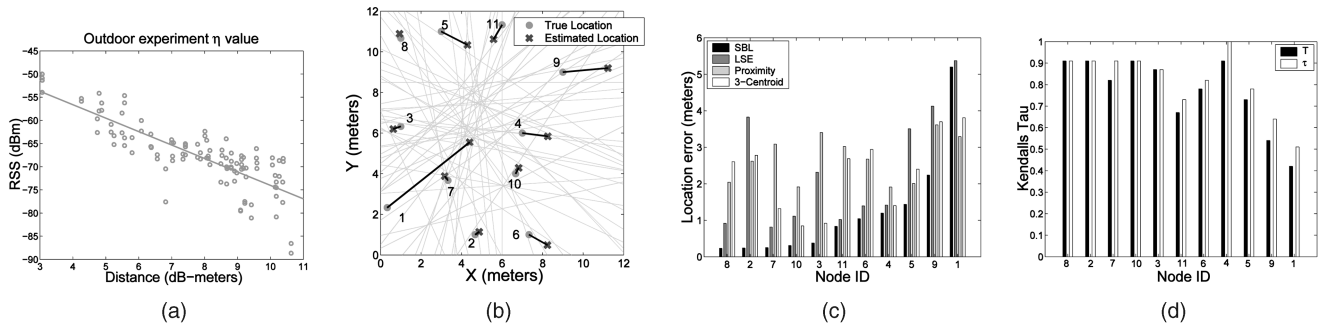 Outdoor experiment η value
RSS (dBm)
−45
−50
−55
−60
−65
−70
−75
−80
−85
−90
3 4 5 6 7 8 9 10 11
Distance (dB−meters)
(a)
True Location
Estimated Location
Y (meters)
12
10
8
6
4
2
0
0 2 4 6 8 10 12
X (meters)
5
11
8
9
3
4
7
10
1
2
6
(b)
SBL
LSE
Proximity
3−Centroid
Location error (meters)
6
5
4
3
2
1
0
8 2 7 10 3 11 6 4 5 9 1
Node ID
(c)
T
τ
Kendalls Tau
1
0.9
0.8
0.7
0.6
0.5
0.4
0.3
0.2
0.1
0
8 2 7 10 3 11 6 4 5 9 1
Node ID
(d)